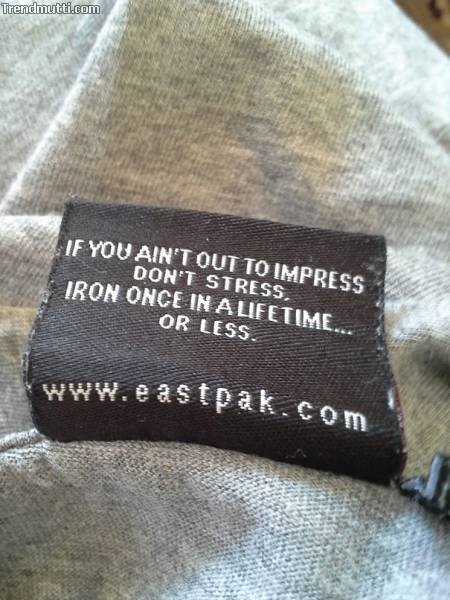 Trendmutti.com
IF YOU AIN'T OUT TO IMPRESS
DON'T STRESS.
IRON ONCE IN A LIFETIME...
OR LESS.
www.eastpak.com